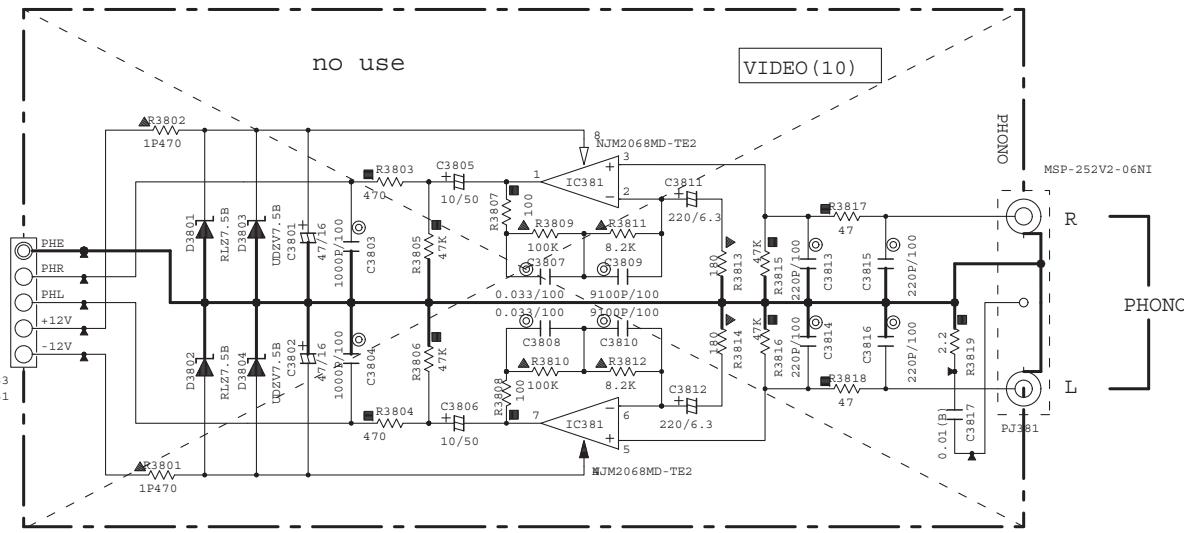 no use
VIDEO(10)
PHONO
MSP-252V2-06NI
R
PHONO
L
PJ381
PHE
PHR
PHL
+12V
-12V
R3802
1P470
D3801
RLZ7.5B
D3803
UDZV7.5B
C3801
47/16
1000P/100
C3803
R3803
470
R3805
47K
C3805
10/50
R3807
100
8
NJM2068MD-TE2
1
IC381
3
+
2
−
R3809
100K
R3811
8.2K
C3807
0.033/100
C3809
9100P/100
C3811
220/6.3
180
R3813
47K
R3815
220P/100
C3813
R3817
47
C3815
220P/100
D3802
RLZ7.5B
D3804
UDZV7.5B
C3802
47/16
1000P/100
C3804
R3806
47K
R3804
470
C3806
10/50
R3808
100
0.033/100
C3808
9100P/100
C3810
R3810
100K
R3812
8.2K
7
IC381
6
−
5
+
C3812
220/6.3
180
R3814
47K
R3816
220P/100
C3814
R3818
47
C3816
220P/100
2.2
R3819
0.01(B)
C3817
R3801
1P470
4
NJM2068MD-TE2